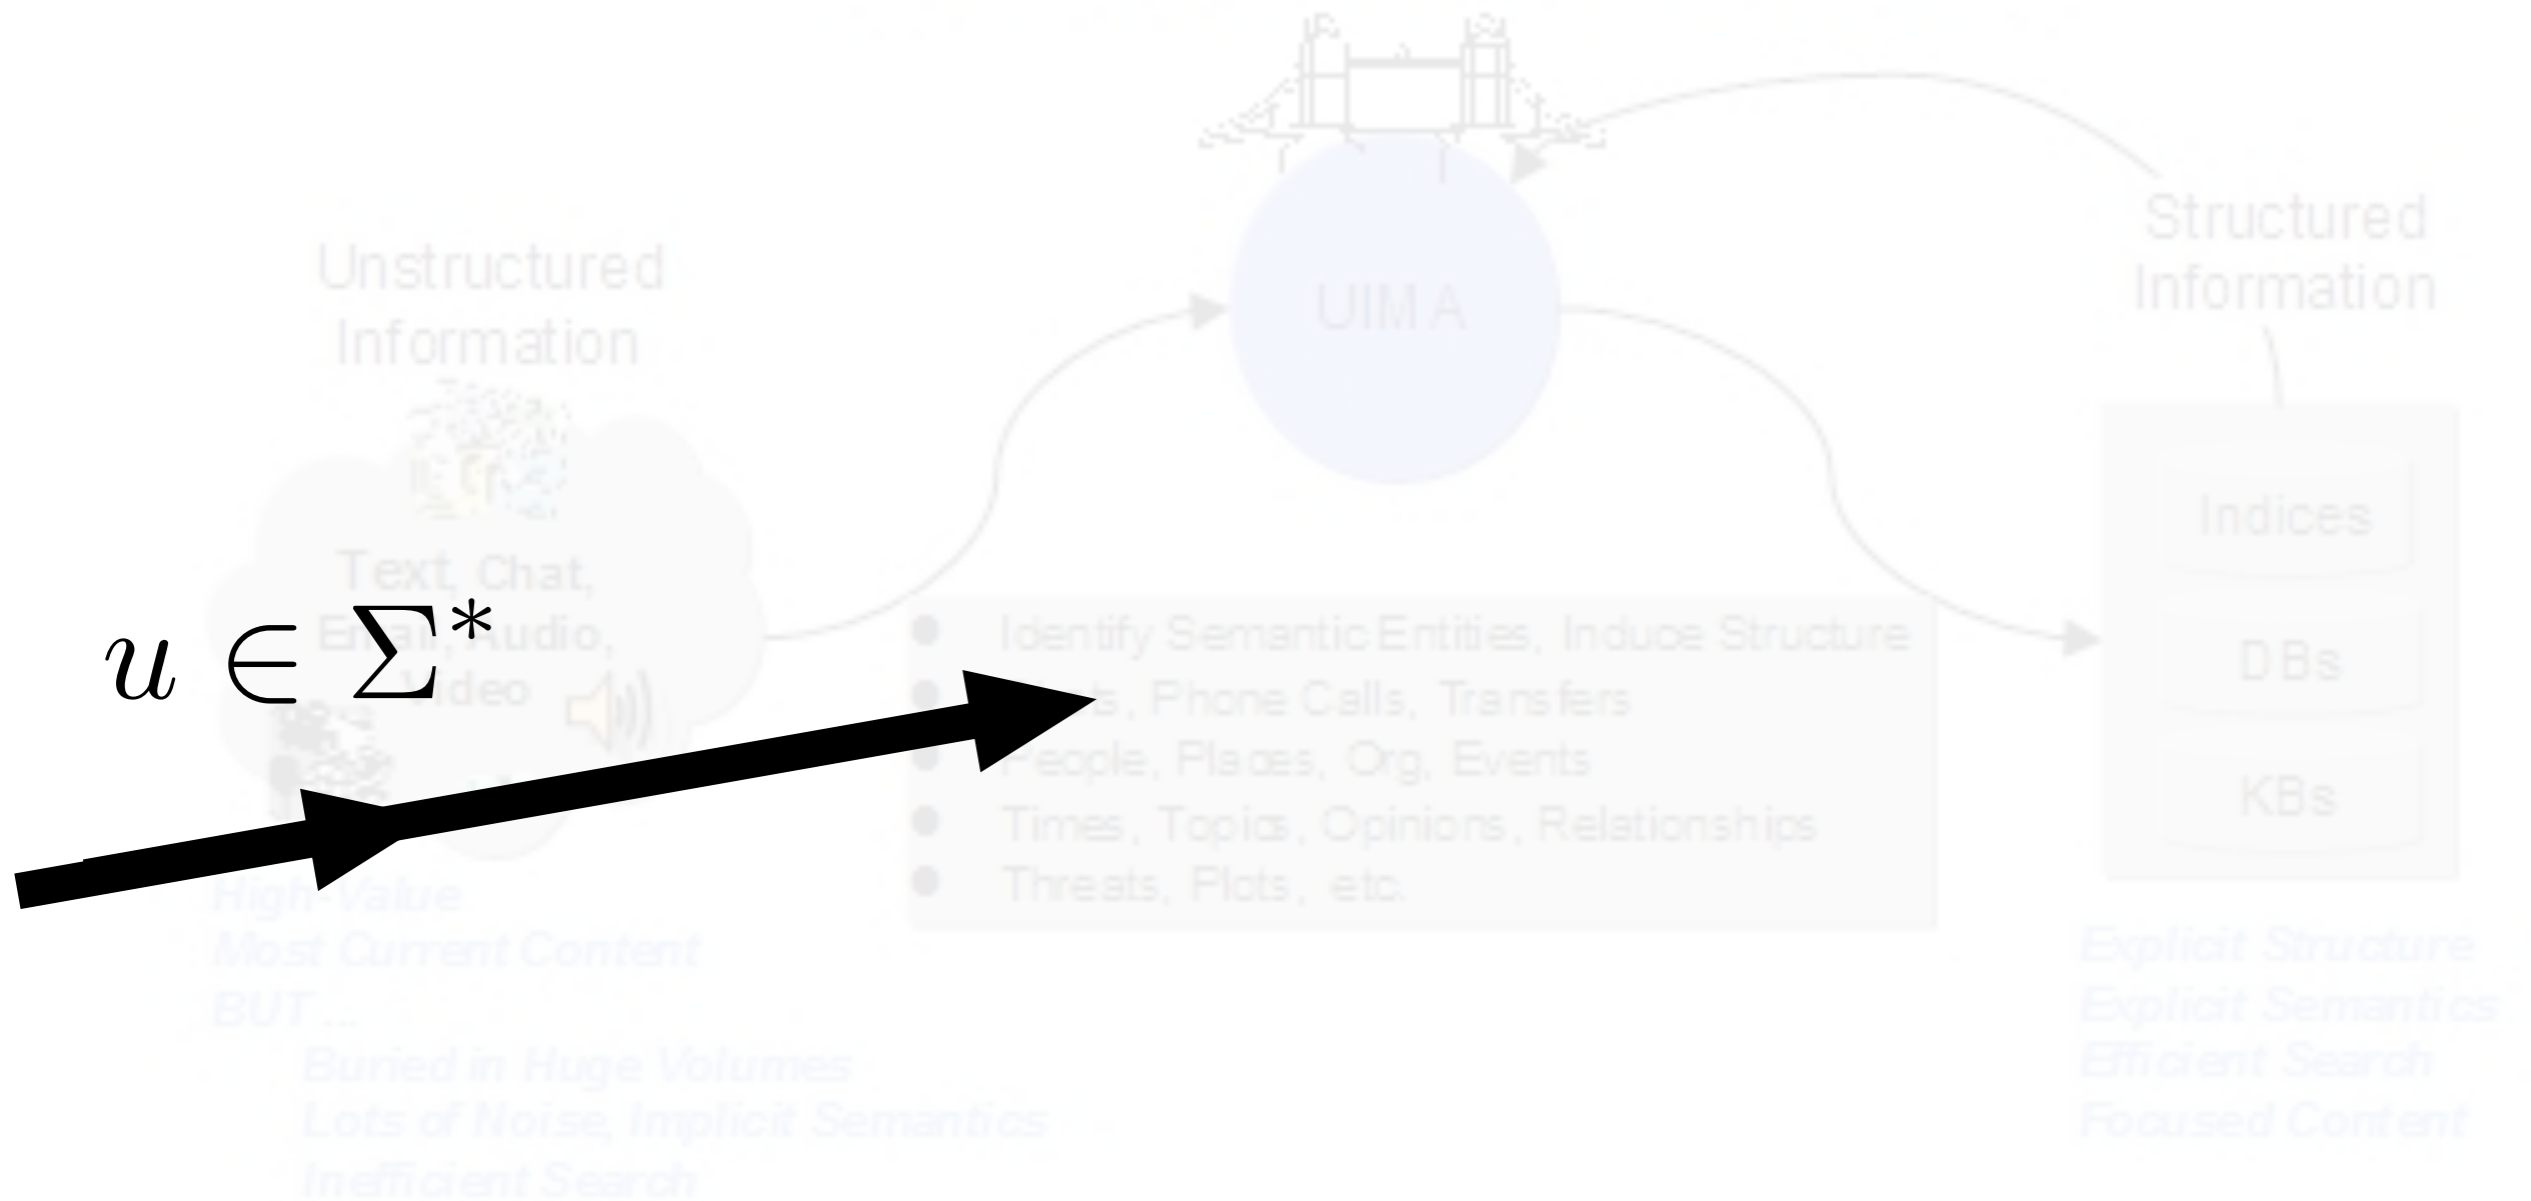 Unstructured
Information
Text, Chat,
Email, Audio,
Video
u ∈ Σ*
High-Value
Most Current Content
BUT ...
Buried in Huge Volumes
Lots of Noise, Implicit Semantics
Inefficient Search
UIMA
Identify Semantic Entities, Induce Structure
, Phone Calls, Transfers
People, Places, Org, Events
Times, Topics, Opinions, Relationships
Threats, Plots, etc.
Structured
Information
Indices
DBs
KBs
Explicit Structure
Explicit Semantics
Efficient Search
Focused Content